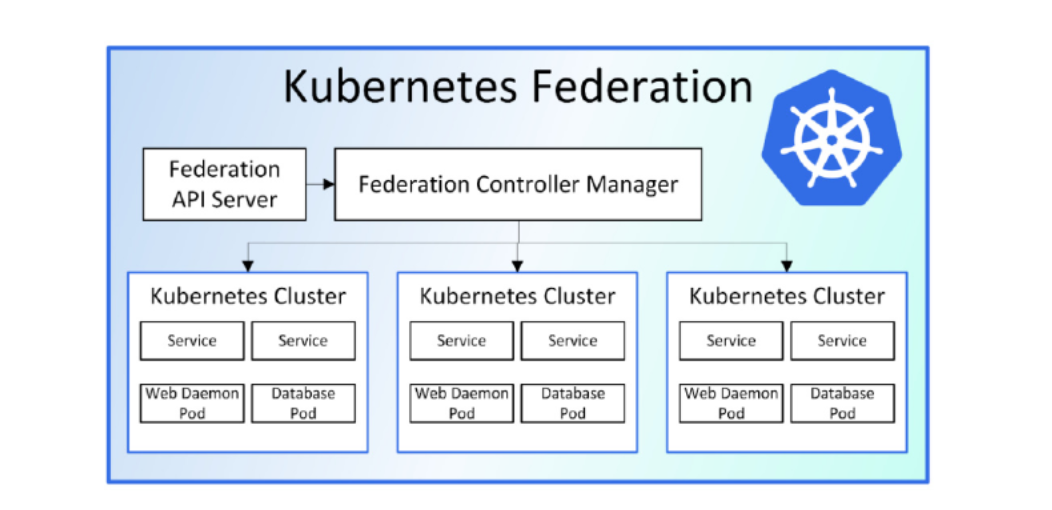 Kubernetes Federation
Federation
API Server
Federation Controller Manager
Kubernetes Cluster
Service
Service
Web Daemon
Pod
Database
Pod
Kubernetes Cluster
Service
Service
Web Daemon
Pod
Database
Pod
Kubernetes Cluster
Service
Service
Web Daemon
Pod
Database
Pod